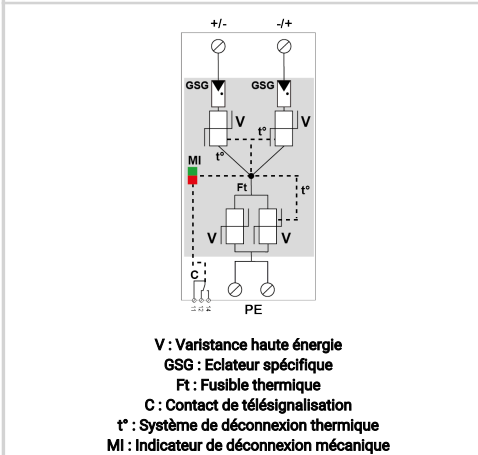 +/- -/+
GSG GSG
V V
t°
t°
MI
Ft t°
V V
C
PE
V : Varistance haute énergie
GSG : Eclateur spécifique
Ft : Fusible thermique
C : Contact de télésignalisation
t° : Système de déconnexion thermique
MI : Indicateur de déconnexion mécanique